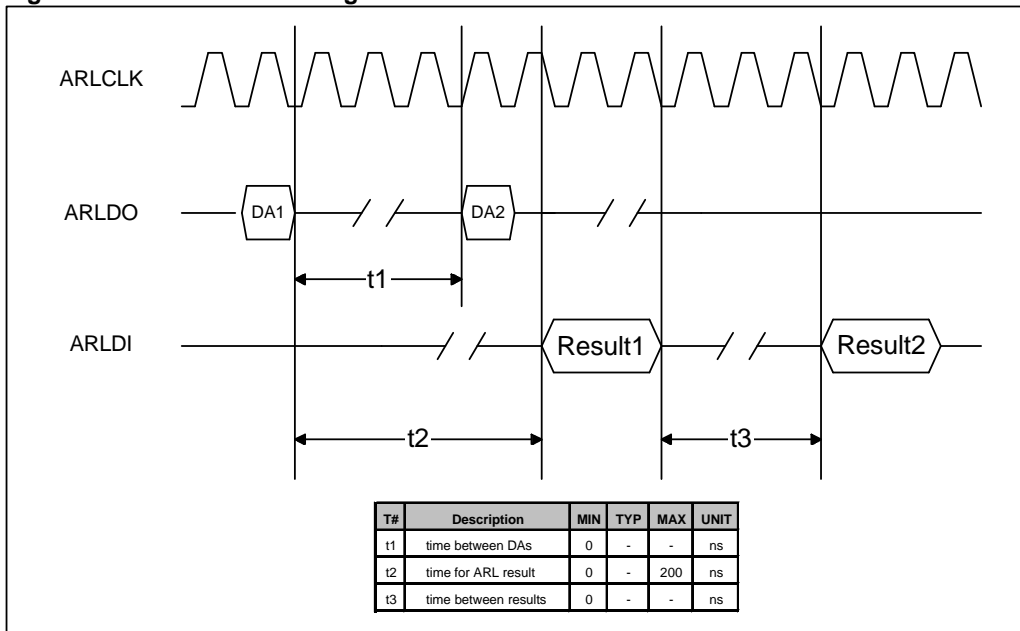 ARLCLK
ARLDO
DA1
DA2
t1
ARLDI
Result1
Result2
t2
t3
T# Description MIN TYP MAX UNIT
t1 time between DAs 0 - - ns
t2 time for ARL result 0 - 200 ns
t3 time between results 0 - - ns